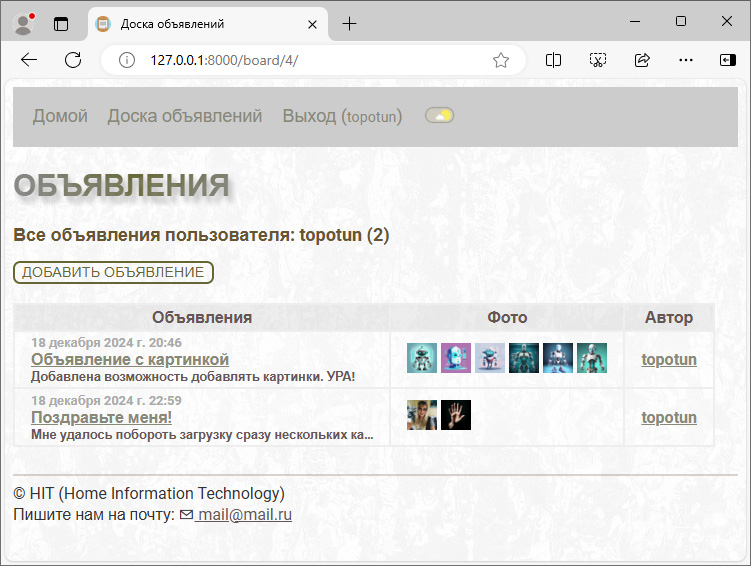 Доска объявлений
127.0.0.1:8000/board/4/
Домой Доска объявлений Выход (topotun)
ОБЪЯВЛЕНИЯ
Все объявления пользователя: topotun (2)
ДОБАВИТЬ ОБЪЯВЛЕНИЕ
Объявления Фото Автор
18 декабря 2024 г. 20:46
Объявление с картинкой topotun
Добавлена возможность добавлять картинки. УРА!
18 декабря 2024 г. 22:59
Поздравьте меня! topotun
Мне удалось побороть загрузку сразу нескольких ка...
© HIT (Home Information Technology)
Пишите нам на почту: mail@mail.ru